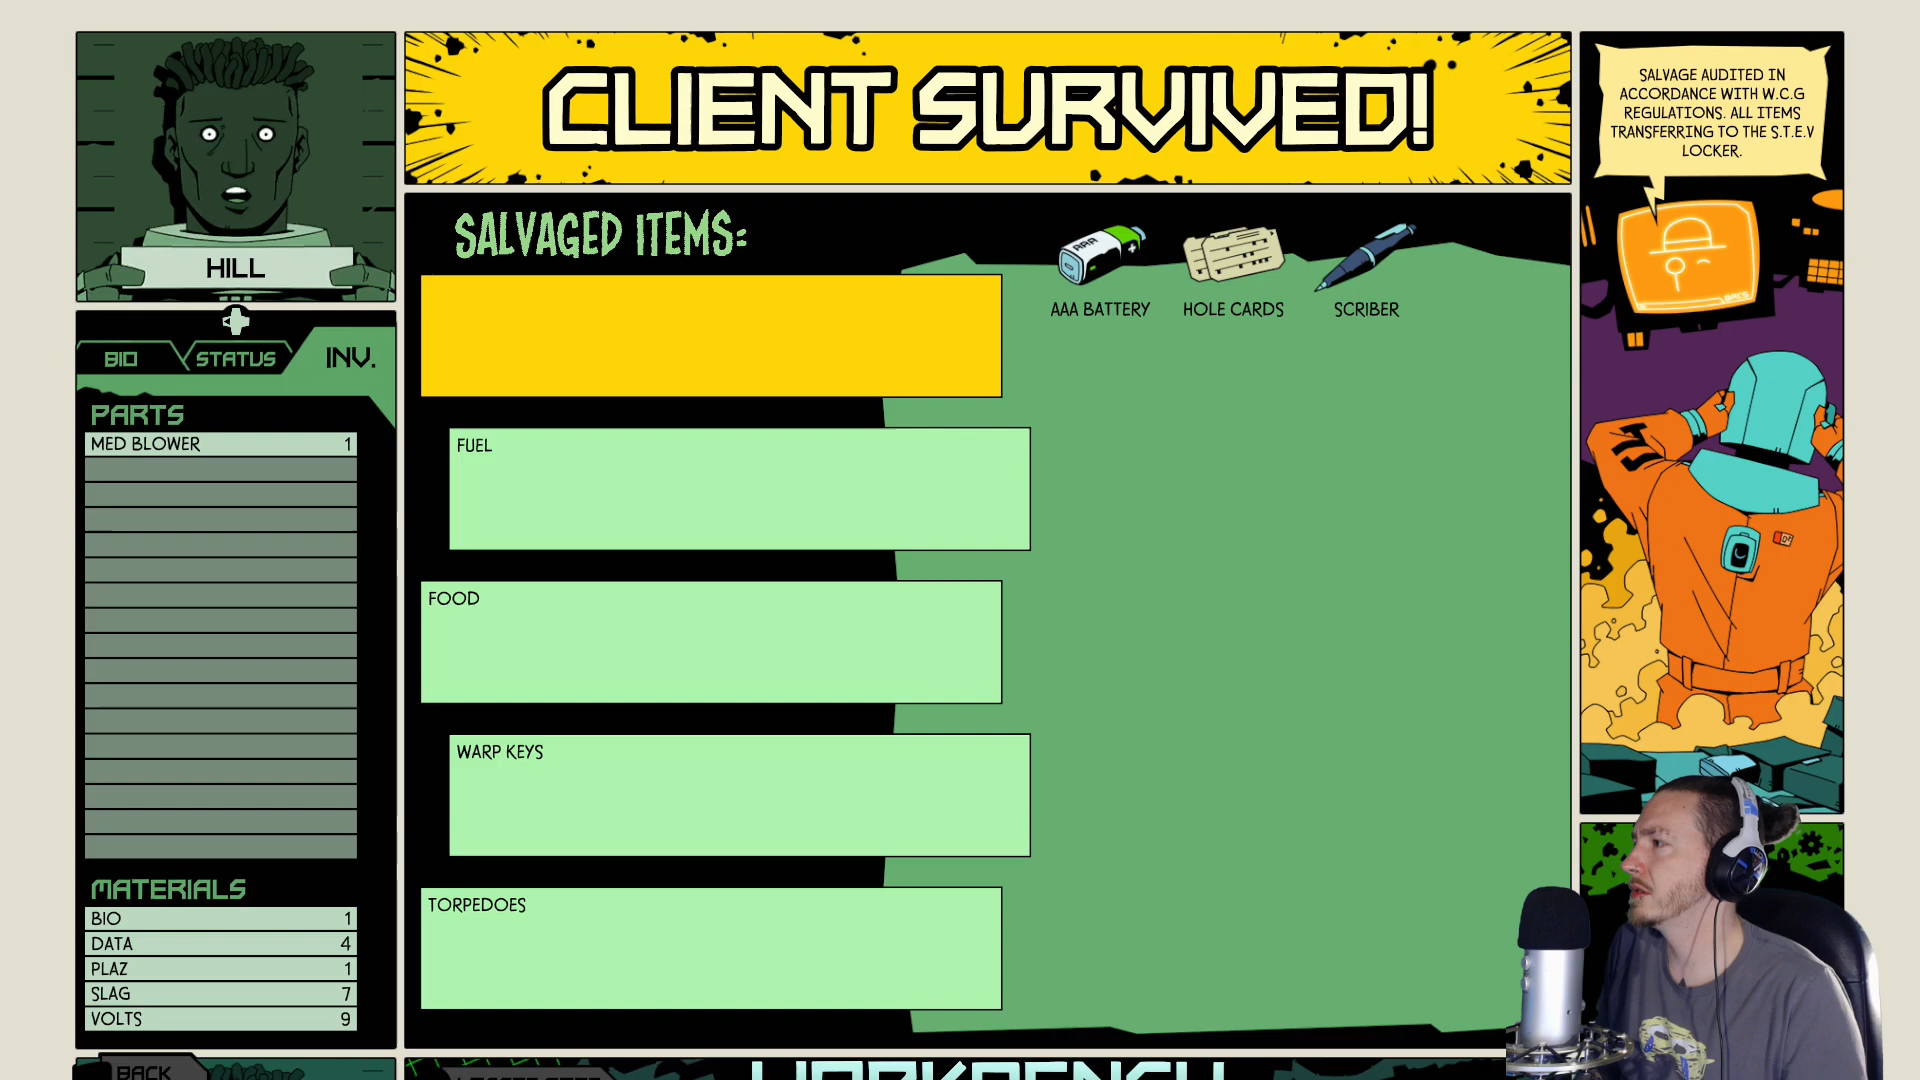 HILL
BIO
STATUS
INV.
PARTS
MED BLOWER 1
MATERIALS
BIO 1
DATA 4
PLAZ 1
SLAG 7
VOLTS 9
BACK
CLIENT SURVIVED!
SALVAGED ITEMS:
AAA
AAA BATTERY
HOLE CARDS
SCRIBER
FUEL
FOOD
WARP KEYS
TORPEDOES
SALVAGE AUDITED IN
ACCORDANCE WITH W.C.G
REGULATIONS. ALL ITEMS
TRANSFERRING TO THE S.T.E.V
LOCKER.